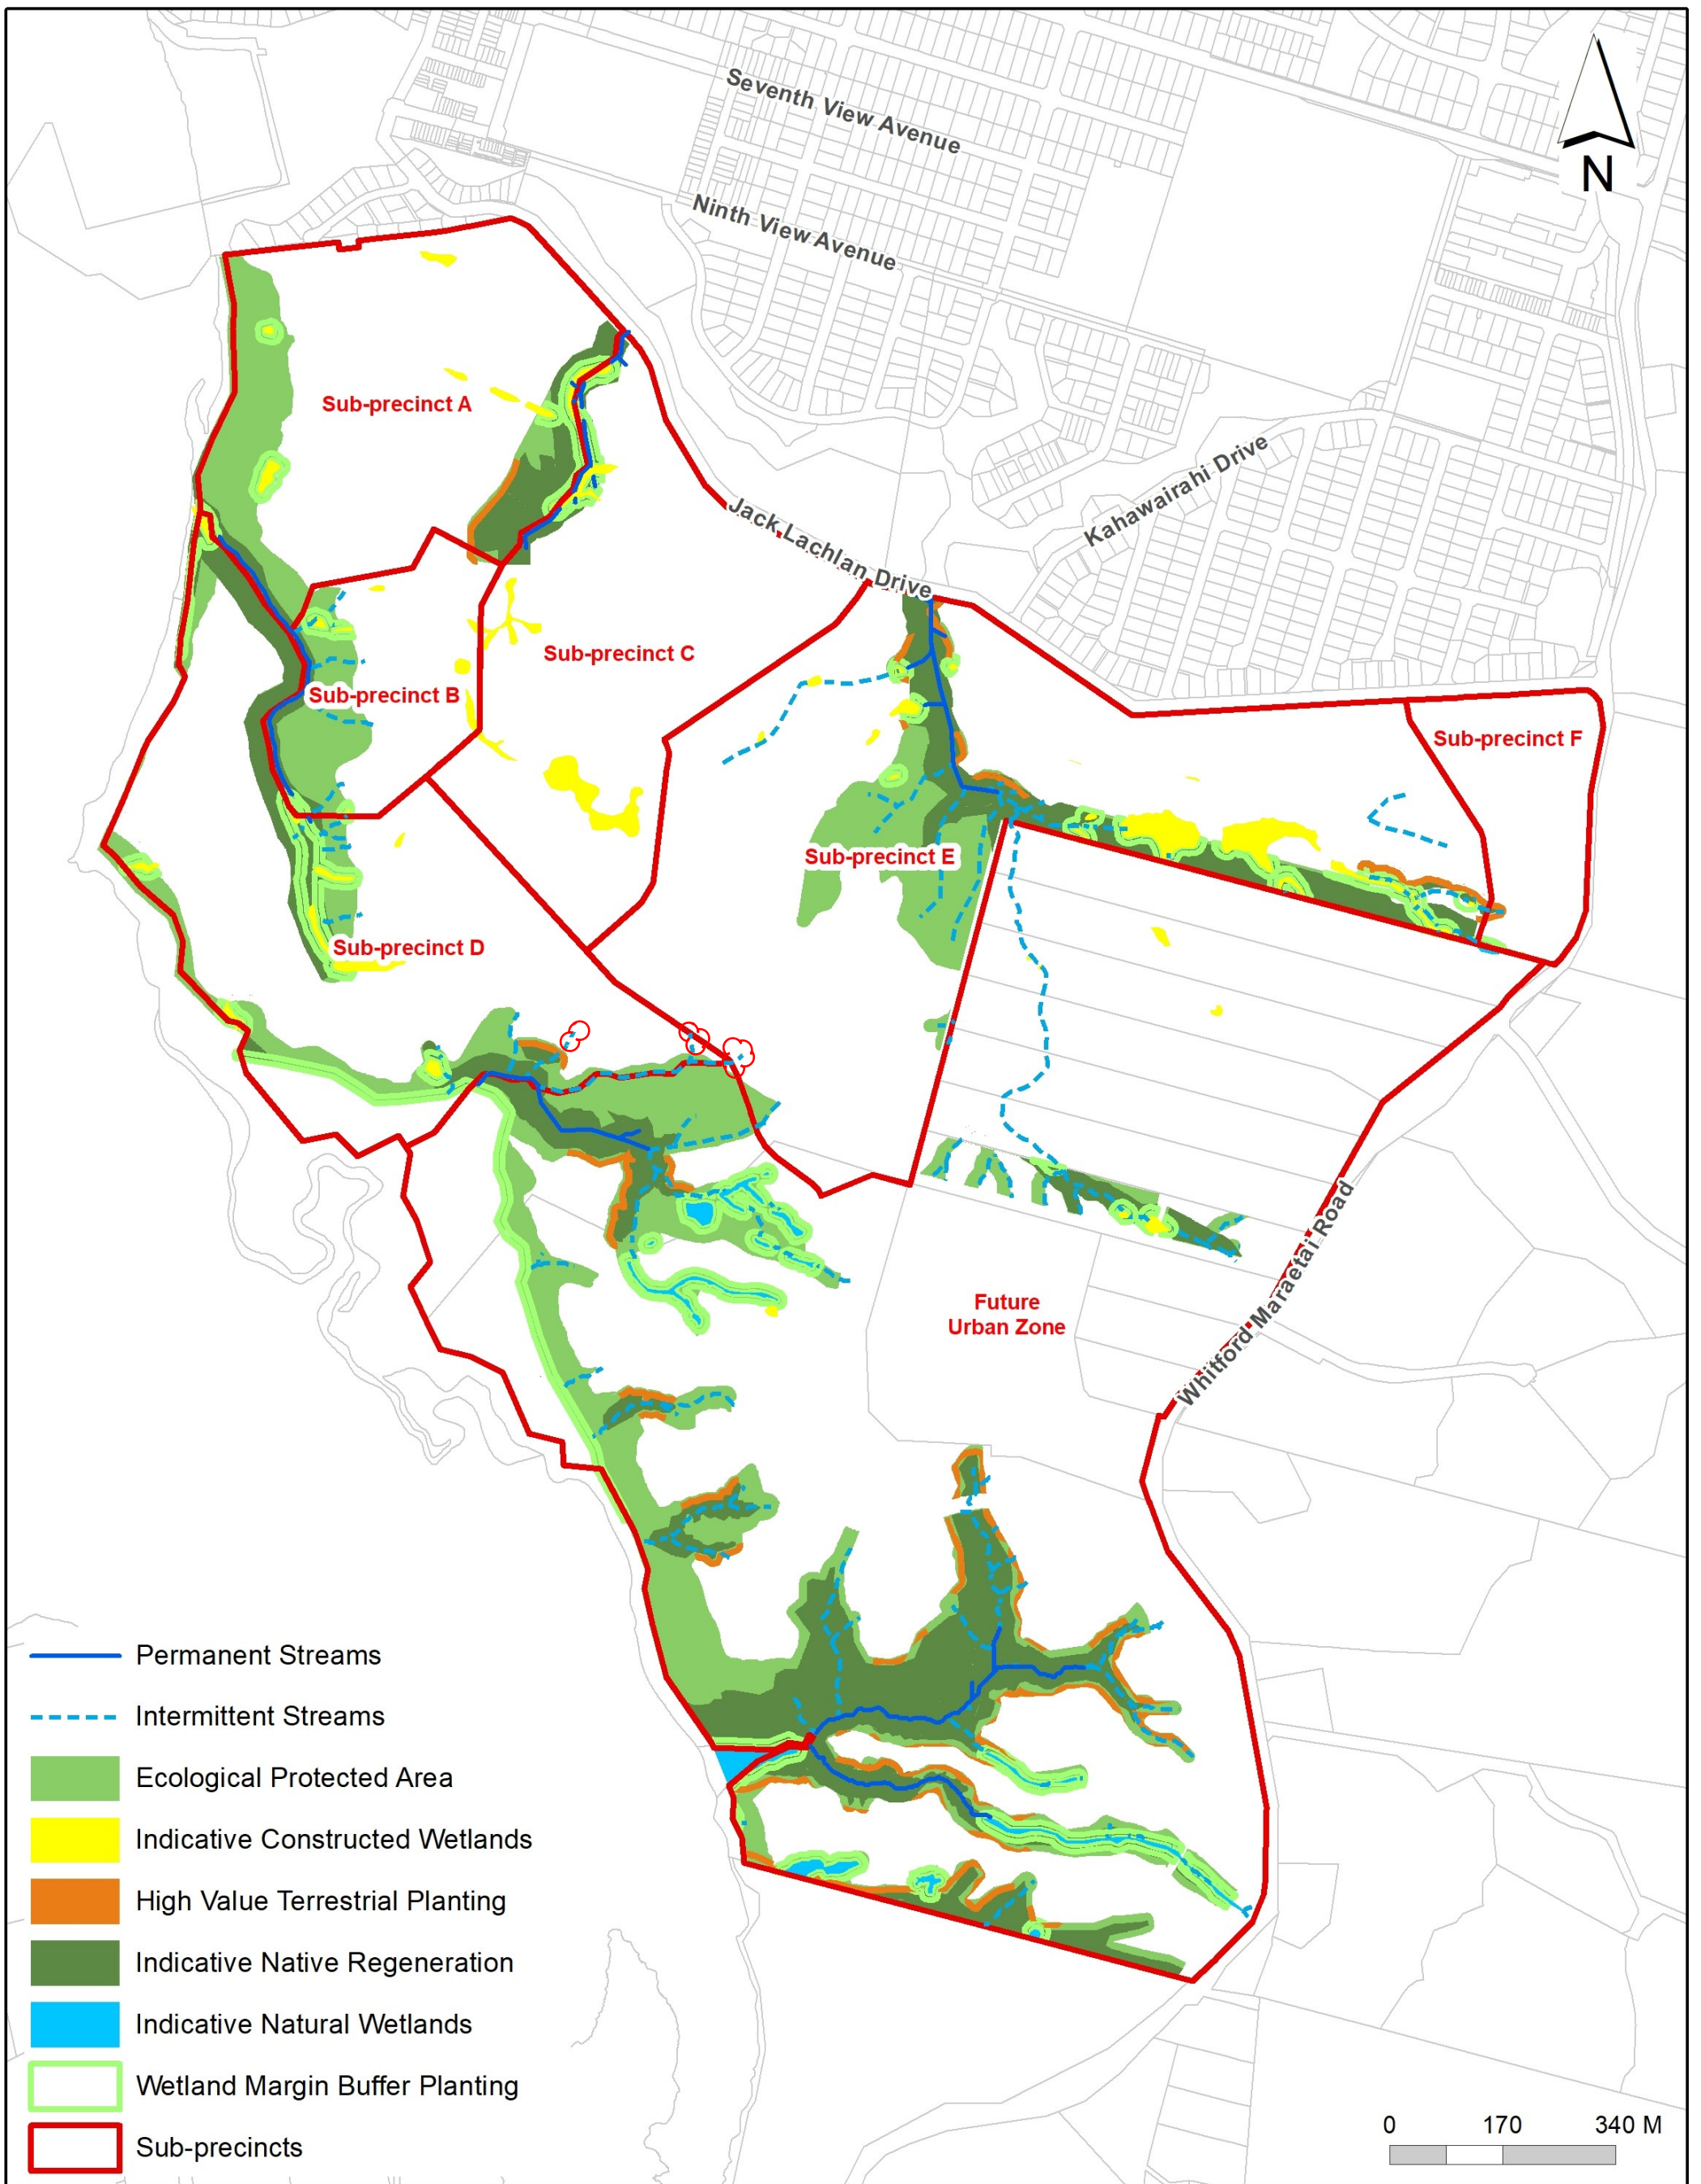 Seventh View Avenue
N
Ninth View Avenue
Sub-precinct A
Kahawairahi Drive
Jack Lachlan Drive
Sub-precinct C
Sub-precinct B
Sub-precinct F
Sub-precinct E
Sub-precinct D
Future
Urban Zone
Whitford Maraetai Road
Permanent Streams
Intermittent Streams
Ecological Protected Area
Indicative Constructed Wetlands
High Value Terrestrial Planting
Indicative Native Regeneration
Indicative Natural Wetlands
Wetland Margin Buffer Planting
Sub-precincts
0 170 340 M